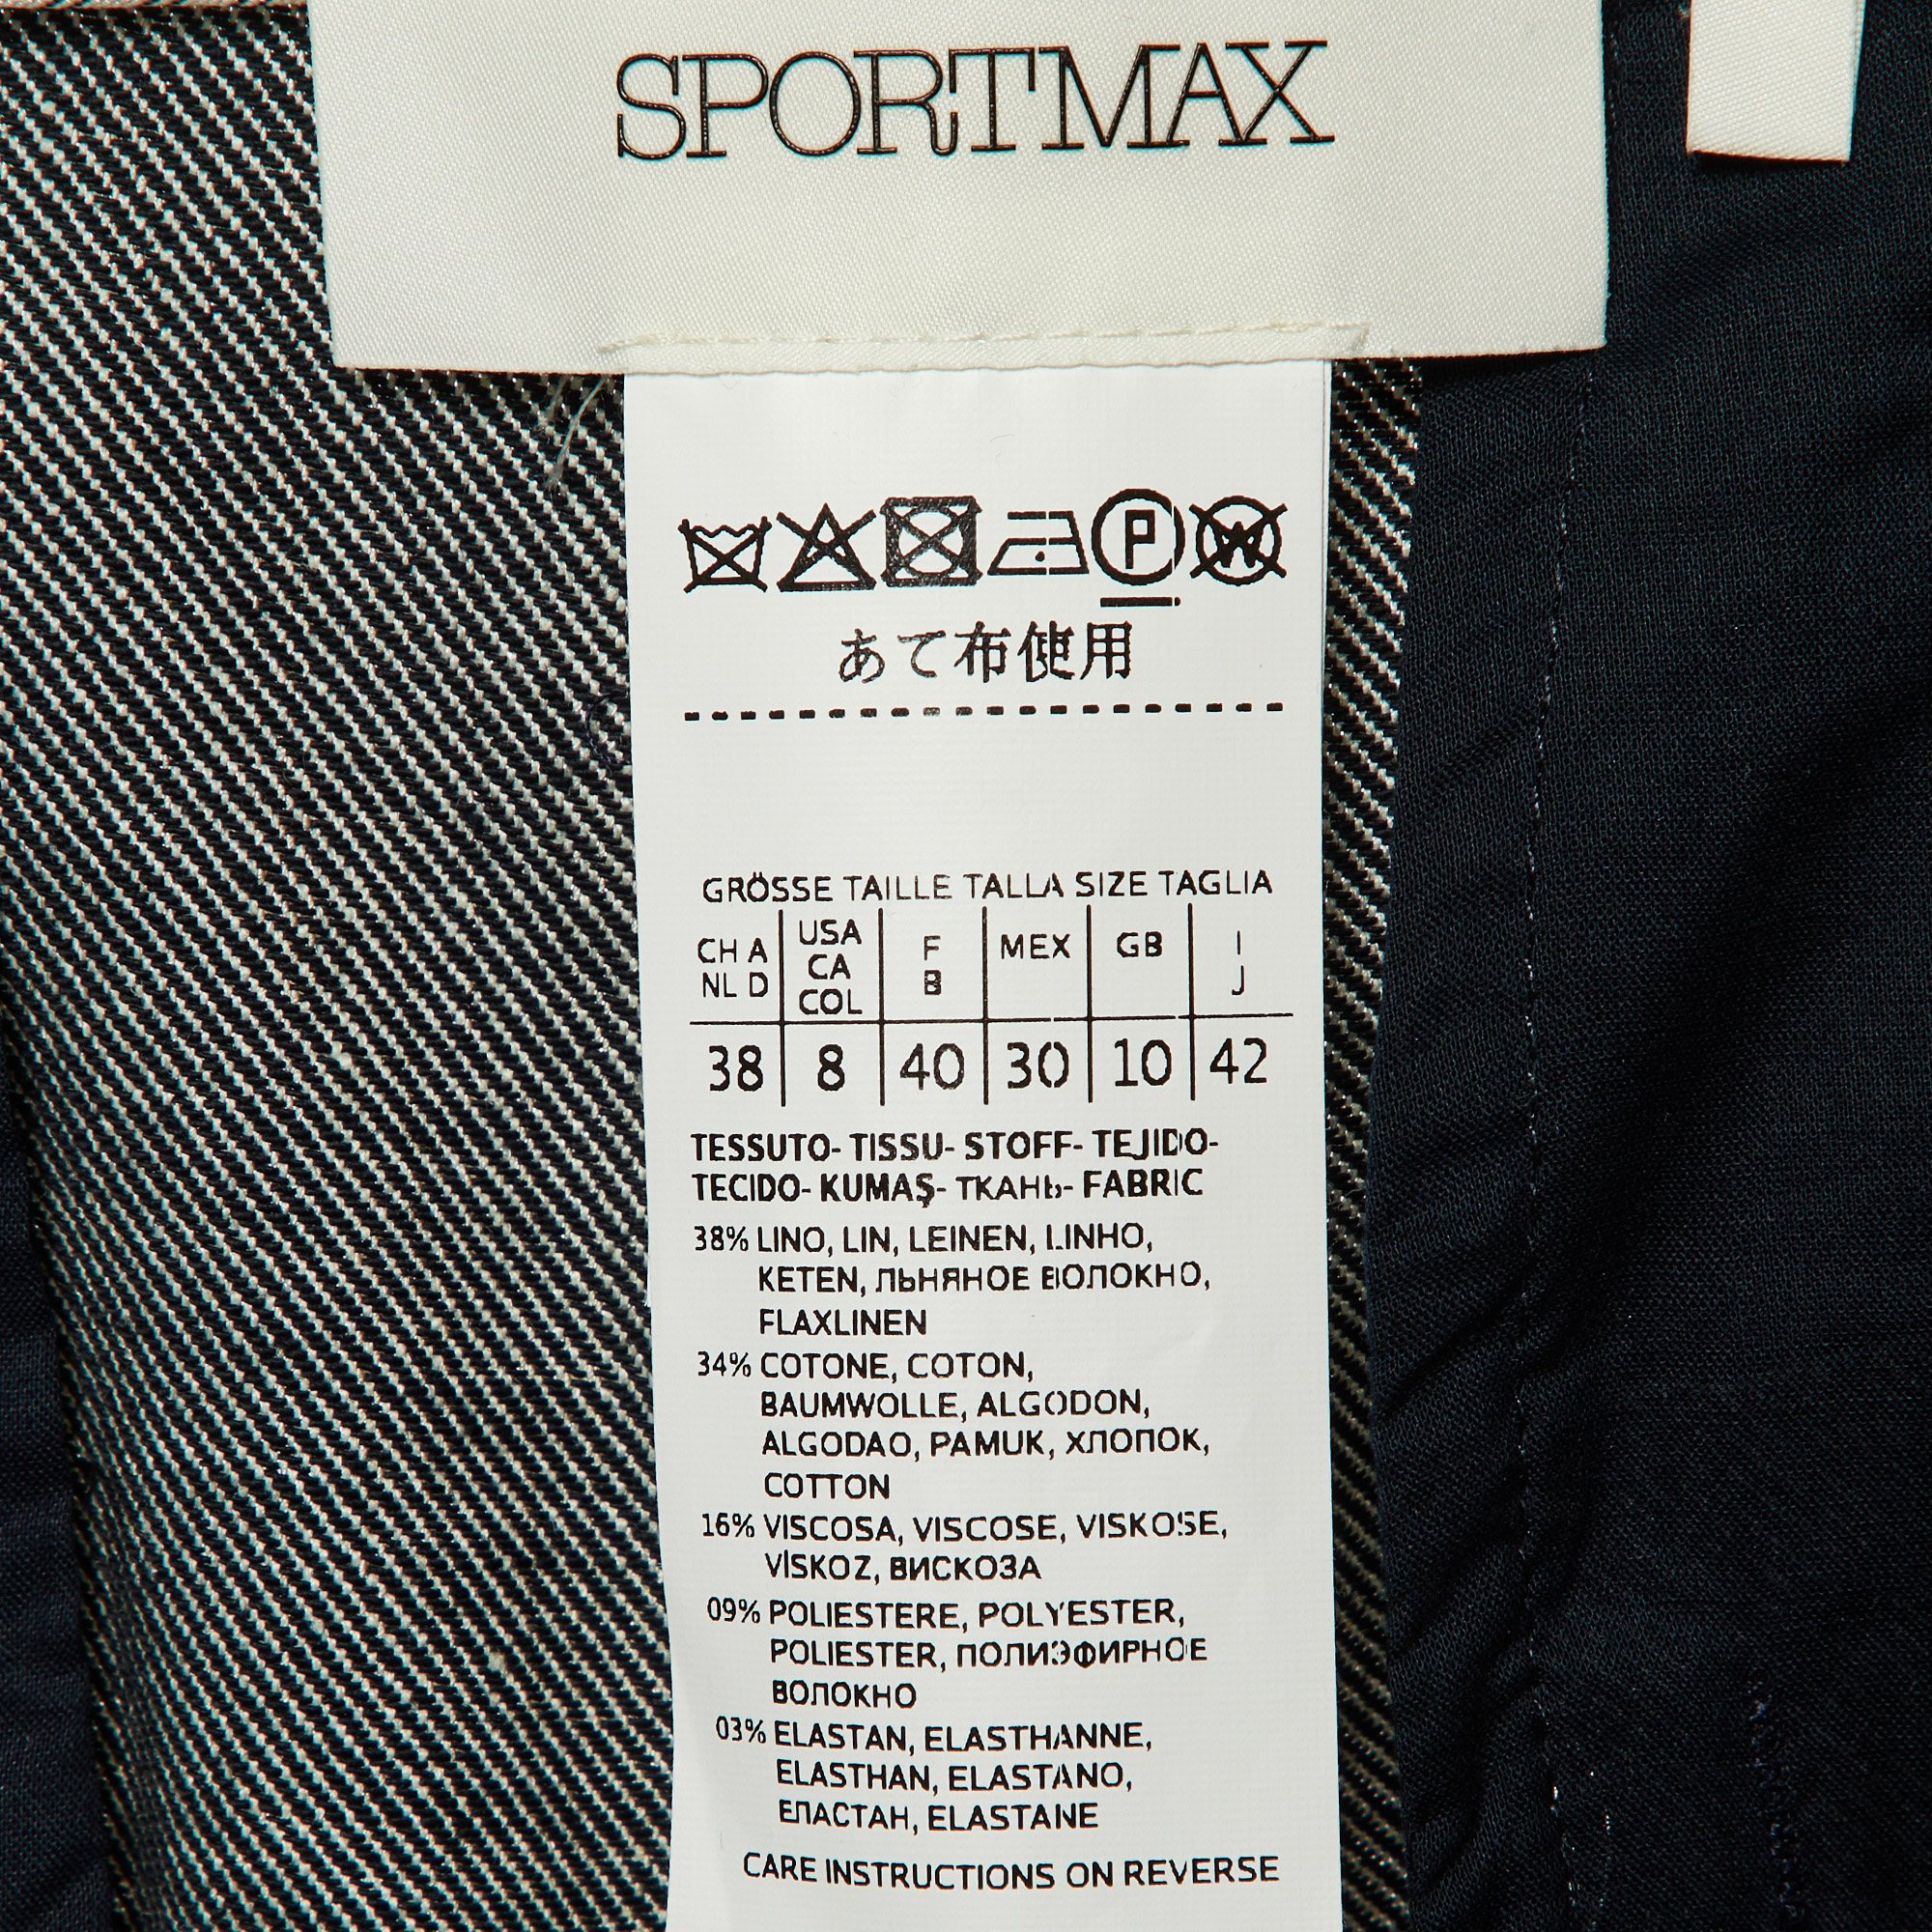 SPORTMAX
P W
あて布使用
GRÖSSE TAILLE TALLA SIZE TAGLIA
CH A NL D USA CA COL F B MEX GB I J
38 8 40 30 10 42
TESSUTO- TISSU- STOFF- TEJIDO-
TECIDO- KUMAŞ- ТКАНЬ- FABRIC
38% LINO, LIN, LEINEN, LINHO,
KETEN, ЛЬНЯНОЕ ВОЛОКНО,
FLAXLINEN
34% COTONE, COTON,
BAUMWOLLE, ALGODON,
ALGODAO, PAMUK, ХЛОПОК,
COTTON
16% VISCOSA, VISCOSE, VISKOSE,
VISKOZ, ВИСКОЗА
09% POLIESTERE, POLYESTER,
POLIESTER, ПОЛИЭФИРНОЕ
ВОЛОКНО
03% ELASTAN, ELASTHANNE,
ELASTHAN, ELASTANO,
ЕЛАСТАН, ELASTANE
CARE INSTRUCTIONS ON REVERSE